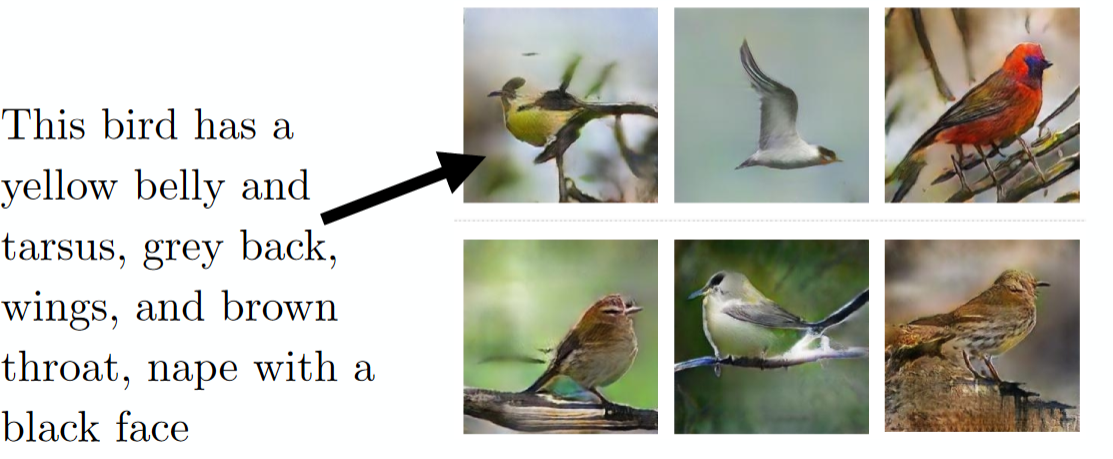 This bird has a
yellow belly and
tarsus, grey back,
wings, and brown
throat, nape with a
black face